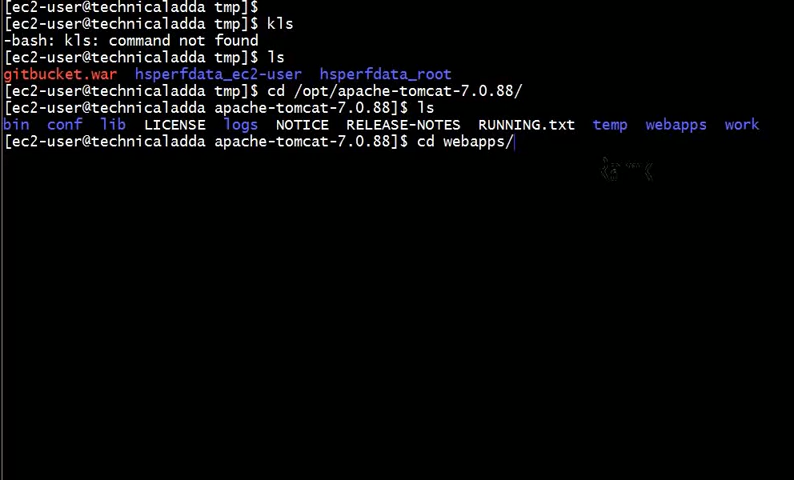 [ec2-user@technicaladda tmp]$
[ec2-user@technicaladda tmp]$ kls
-bash: kls: command not found
[ec2-user@technicaladda tmp]$ ls
gitbucket.war  hsperfdata_ec2-user  hsperfdata_root
[ec2-user@technicaladda tmp]$ cd /opt/apache-tomcat-7.0.88/
[ec2-user@technicaladda apache-tomcat-7.0.88]$ ls
bin  conf  lib  LICENSE  logs  NOTICE  RELEASE-NOTES  RUNNING.txt  temp  webapps  work
[ec2-user@technicaladda apache-tomcat-7.0.88]$ cd webapps/